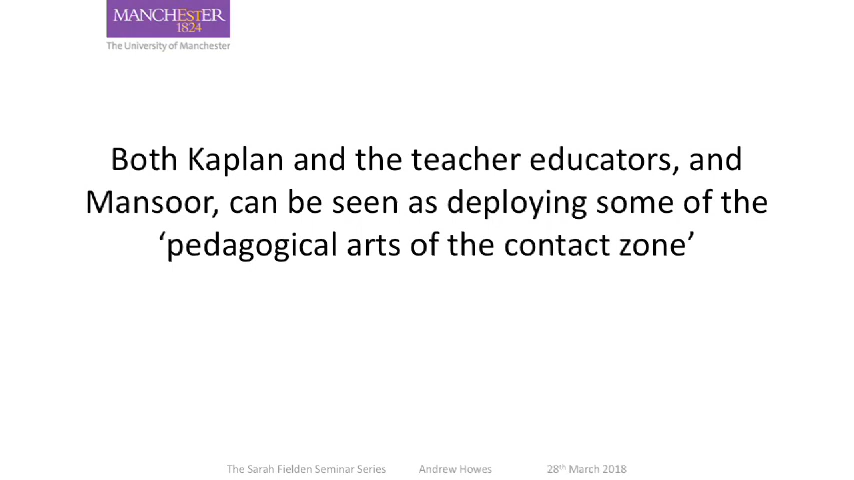 MANCHESTER
1824
The University of Manchester
Both Kaplan and the teacher educators, and
Mansoor, can be seen as deploying some of the
‘pedagogical arts of the contact zone’
The Sarah Fielden Seminar Series Andrew Howes 28th March 2018